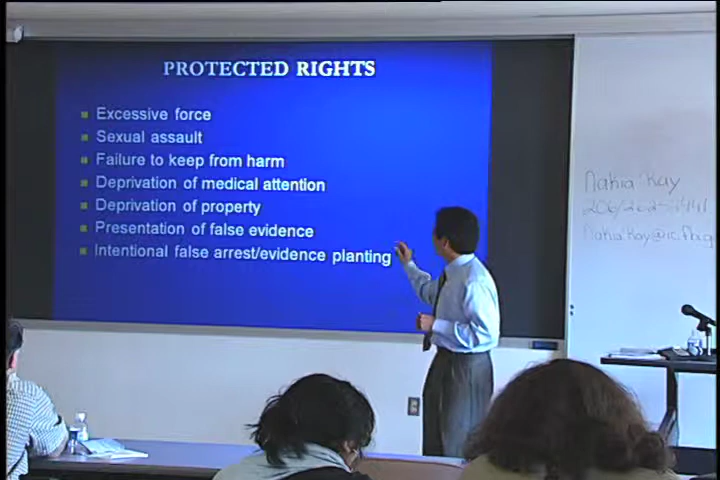 PROTECTED RIGHTS
Excessive force
Sexual assault
Failure to keep from harm
Deprivation of medical attention
Deprivation of property
Presentation of false evidence
Intentional false arrest/evidence planting
Nakia Kay